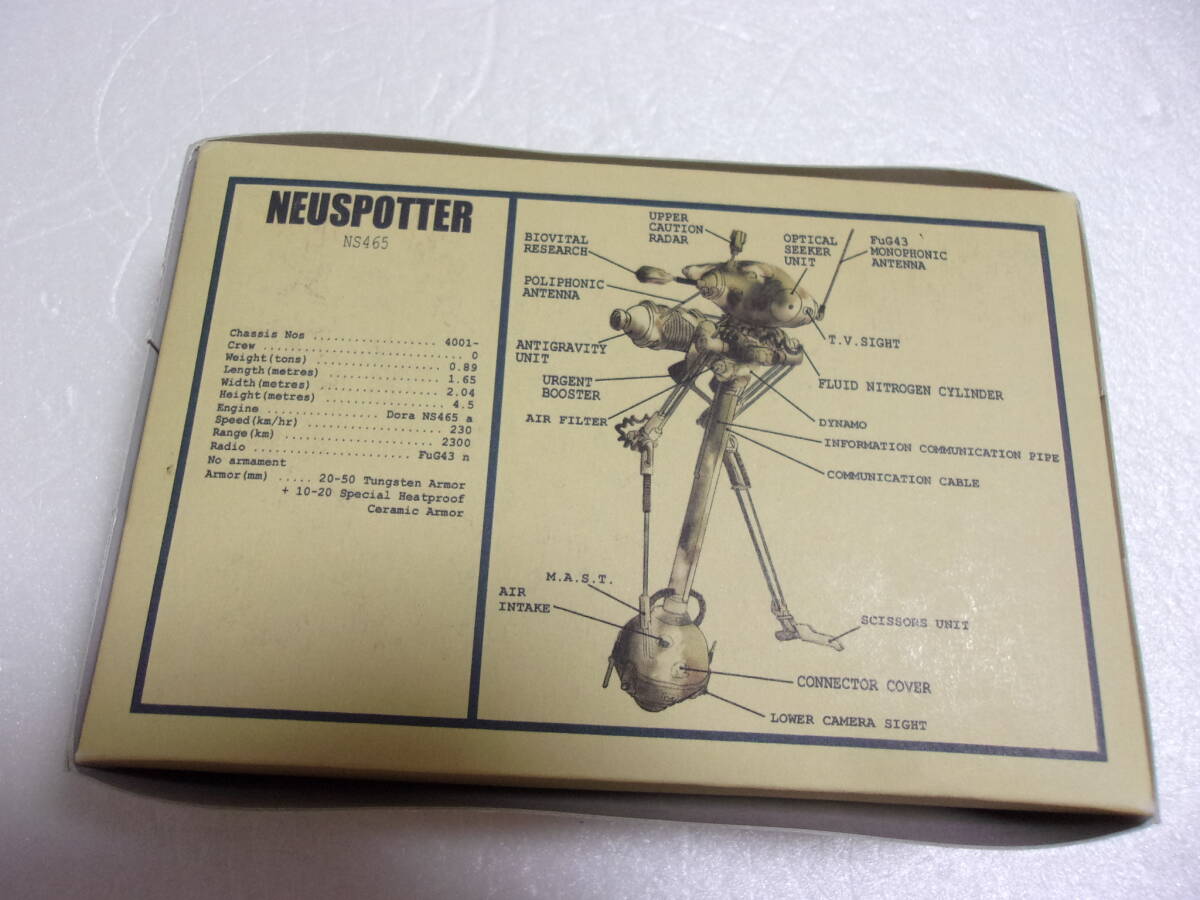 NEUSPOTTER
NS465
Chassis Nos .................. 4001-
Crew ............................. 0
Weight(tons) .................. 0.89
Length(metres) ................ 1.65
Width(metres) ................. 2.04
Height(metres) ................. 4.5
Engine ................ Dora NS465 a
Speed(km/hr) ................... 230
Range(km) ..................... 2300
Radio ....................... FuG43 n
No armament
Armor(mm) ..... 20-50 Tungsten Armor
+ 10-20 Special Heatproof
Ceramic Armor
UPPER
CAUTION
RADAR
BIOVITAL
RESEARCH
OPTICAL
SEEKER
UNIT
FuG43
MONOPHONIC
ANTENNA
POLIPHONIC
ANTENNA
ANTIGRAVITY
UNIT
T.V.SIGHT
URGENT
BOOSTER
FLUID NITROGEN CYLINDER
AIR FILTER
DYNAMO
INFORMATION COMMUNICATION PIPE
COMMUNICATION CABLE
M.A.S.T.
AIR
INTAKE
SCISSORS UNIT
CONNECTOR COVER
LOWER CAMERA SIGHT